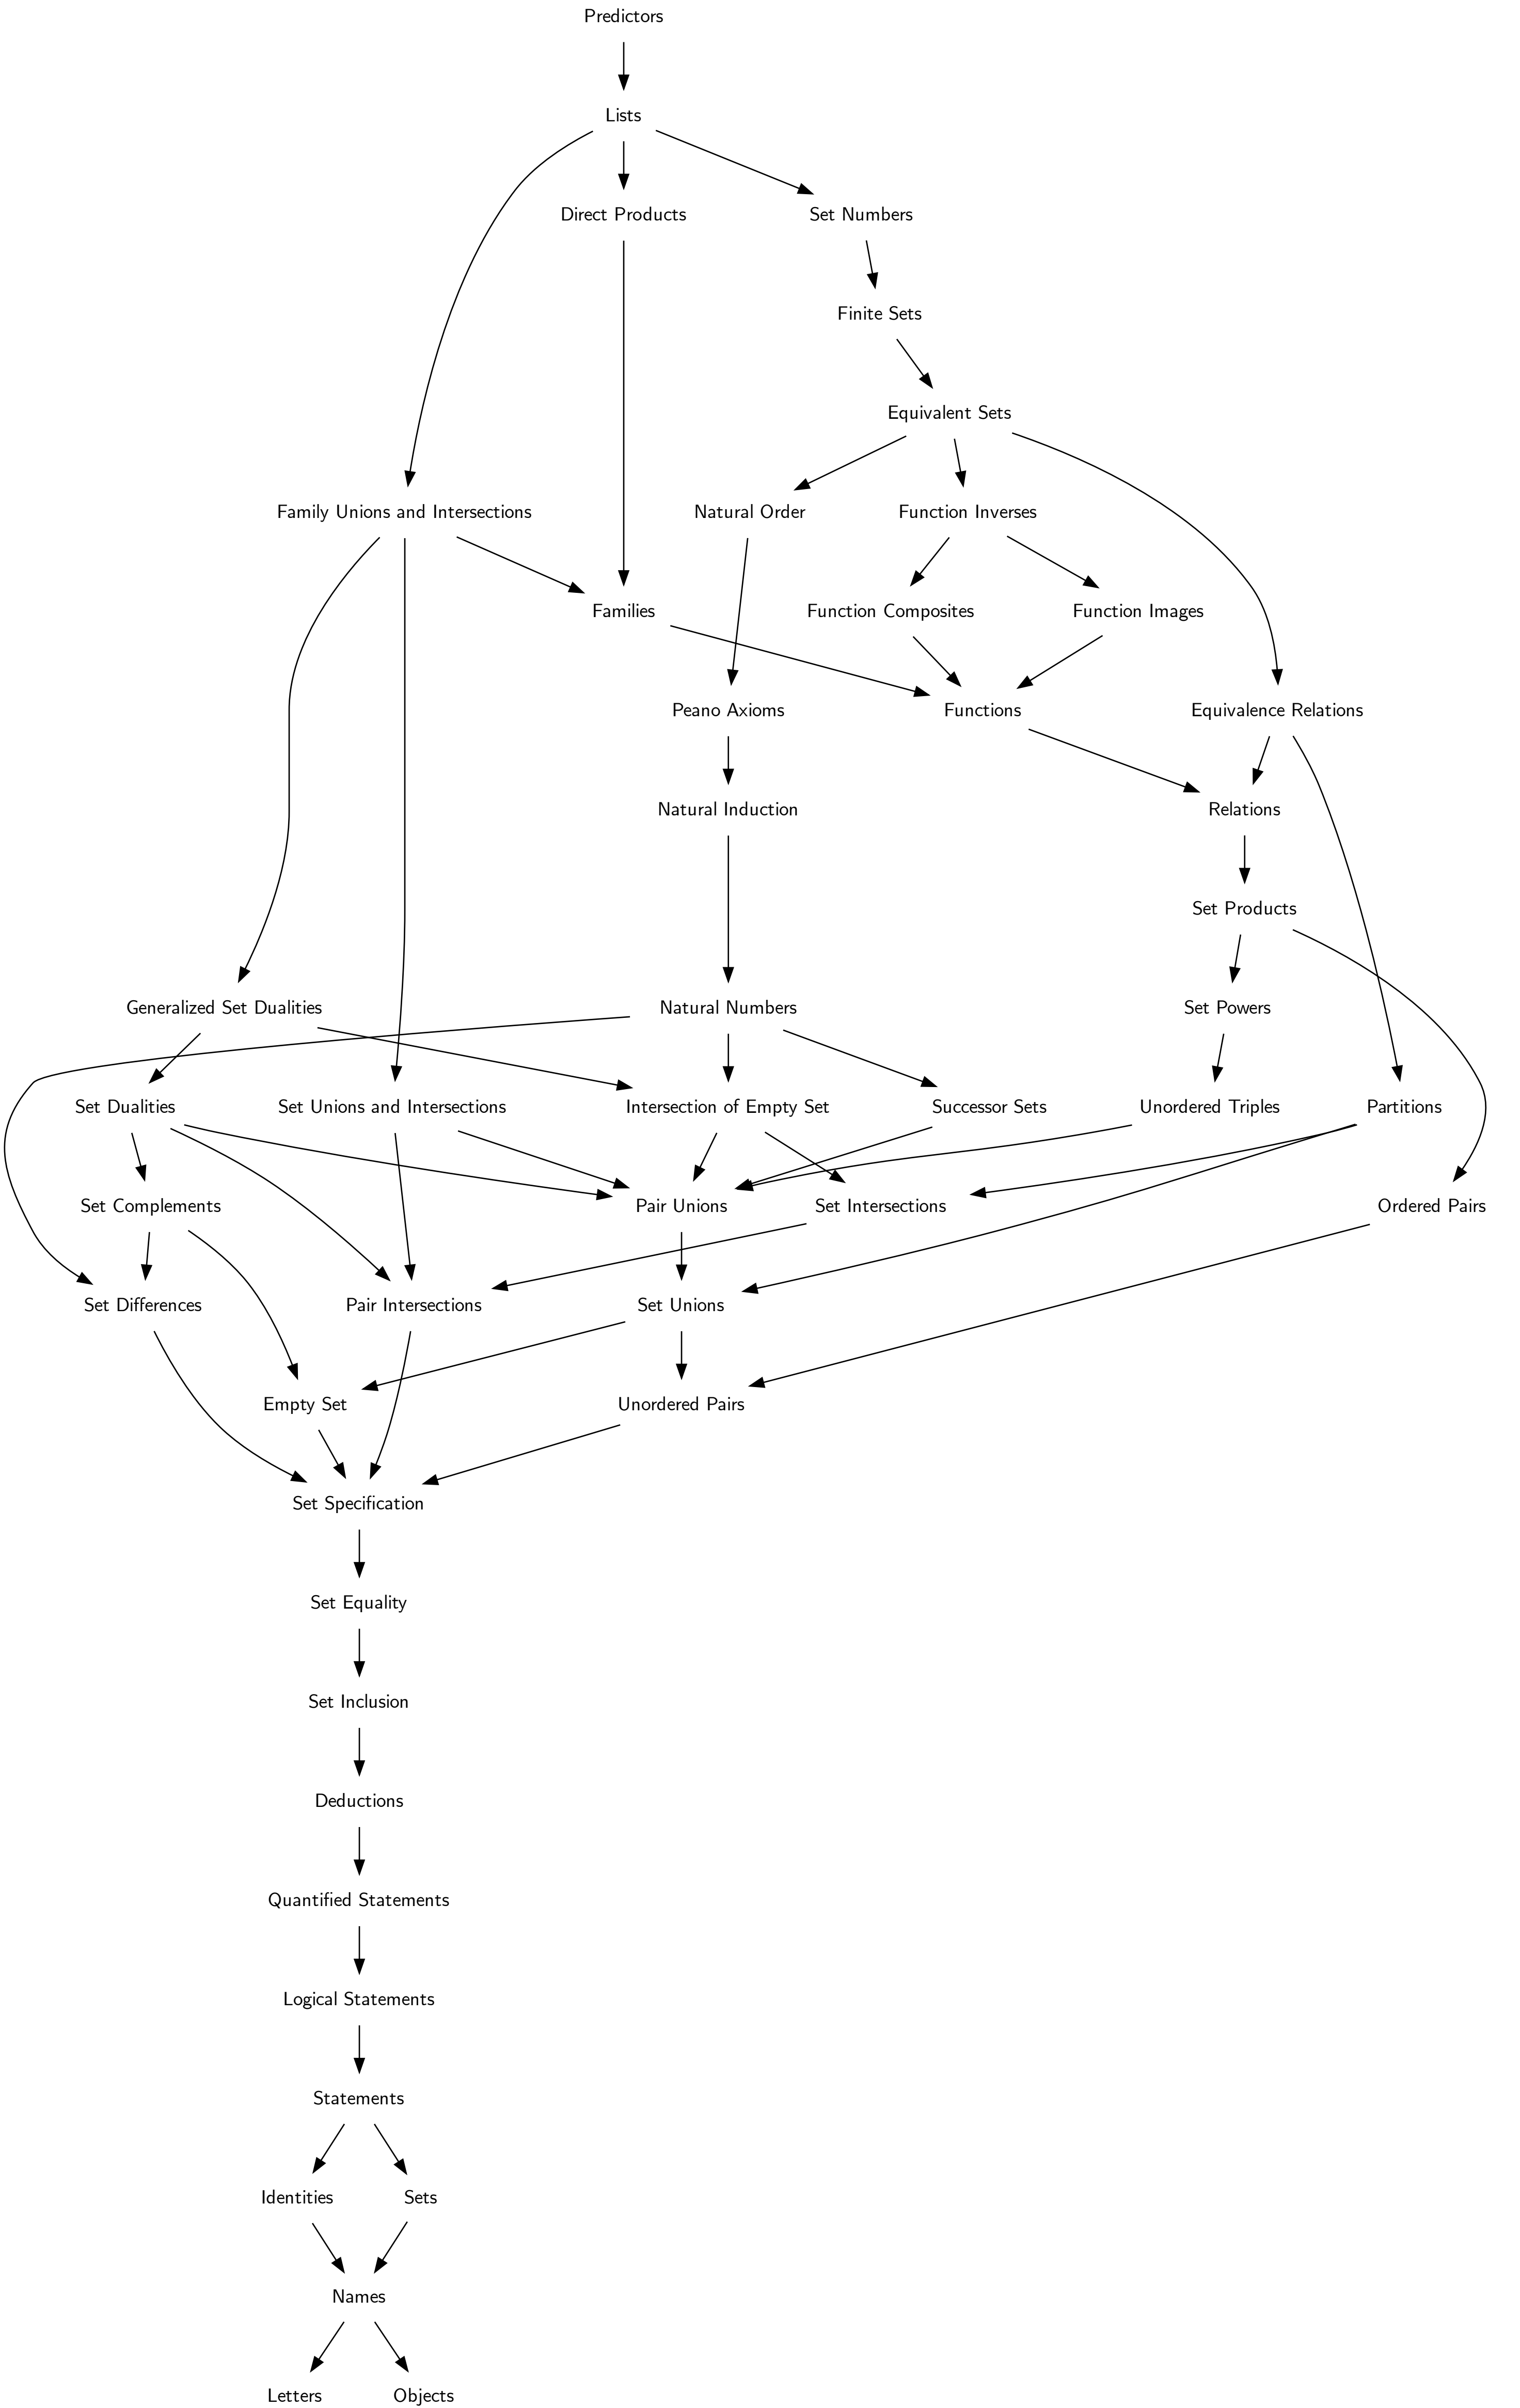 Predictors
Lists
Direct Products
Set Numbers
Finite Sets
Equivalent Sets
Family Unions and Intersections
Natural Order
Function Inverses
Families
Function Composites
Function Images
Peano Axioms
Functions
Equivalence Relations
Natural Induction
Relations
Set Products
Generalized Set Dualities
Natural Numbers
Set Powers
Set Dualities
Set Unions and Intersections
Intersection of Empty Set
Successor Sets
Unordered Triples
Partitions
Set Complements
Pair Unions
Set Intersections
Ordered Pairs
Set Differences
Pair Intersections
Set Unions
Empty Set
Unordered Pairs
Set Specification
Set Equality
Set Inclusion
Deductions
Quantified Statements
Logical Statements
Statements
Identities
Sets
Names
Letters
Objects